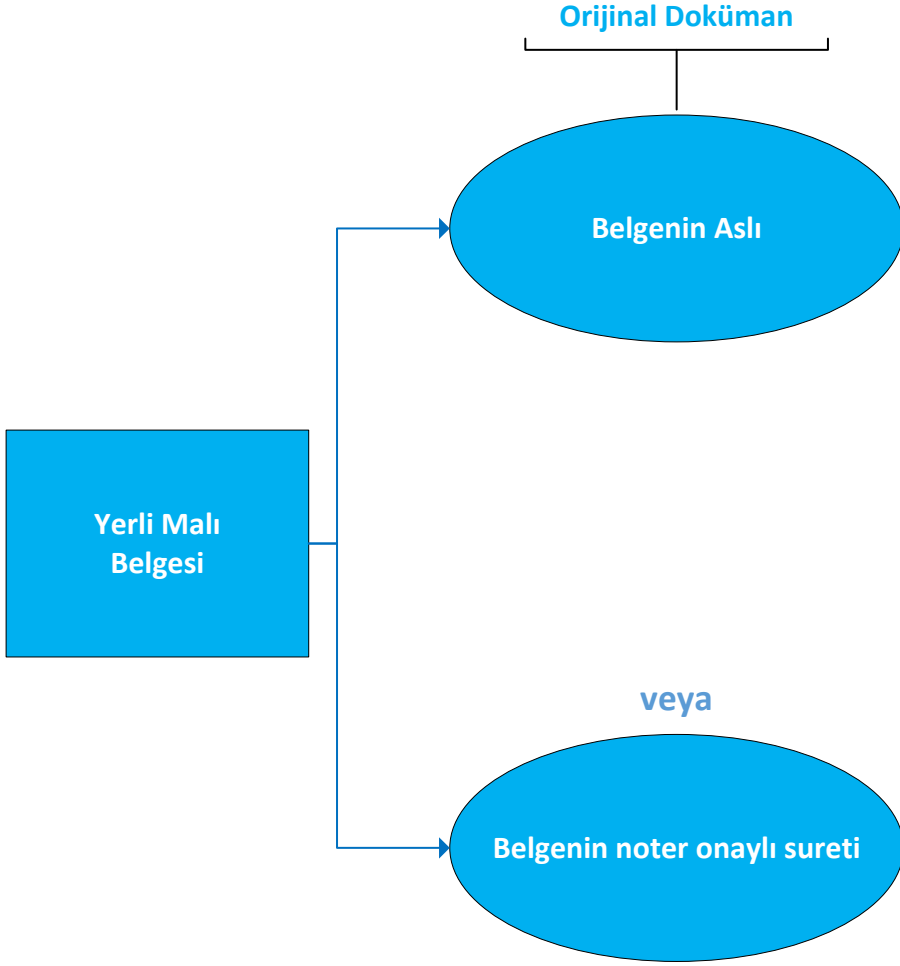 Orijinal Doküman
Belgenin Aslı
Yerli Malı
Belgesi
veya
Belgenin noter onaylı sureti